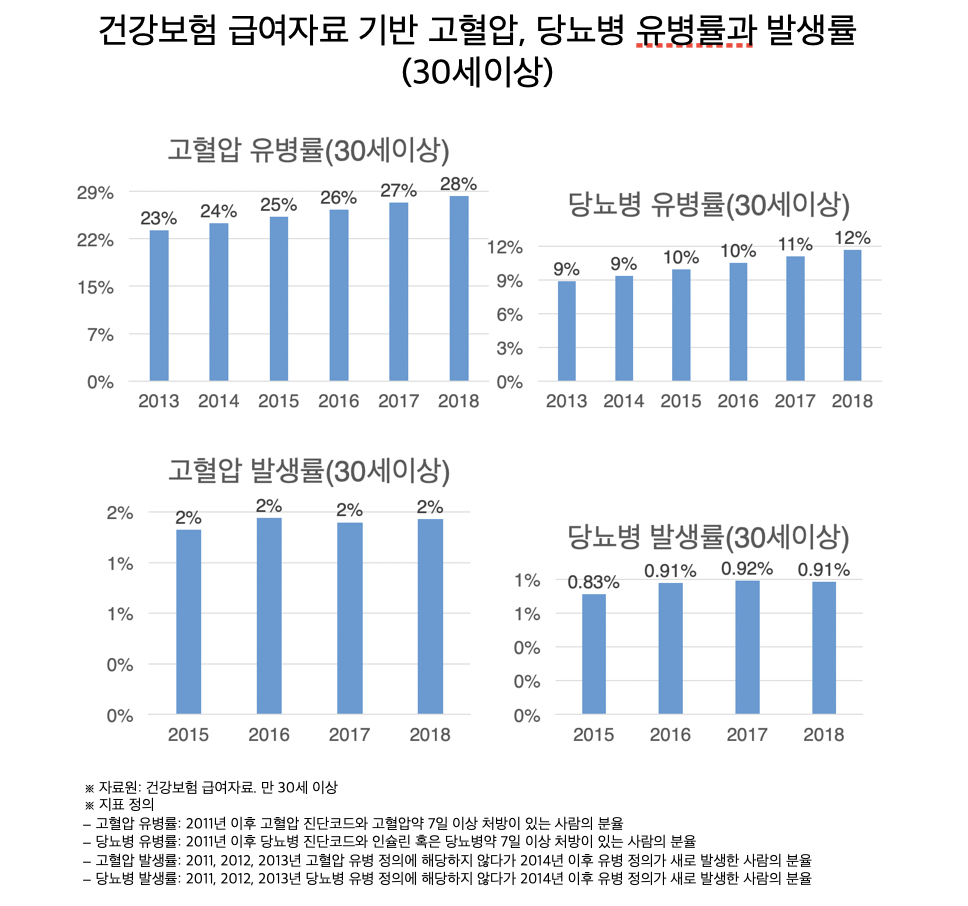 건강보험 급여자료 기반 고혈압, 당뇨병 유병률과 발생률
(30세이상)
고혈압 유병률(30세이상)
29%
22%
15%
7%
0%
23%
24%
25%
26%
27%
28%
2013 2014 2015 2016 2017 2018
당뇨병 유병률(30세이상)
12%
9%
6%
3%
0%
9%
9%
10%
10%
11%
12%
2013 2014 2015 2016 2017 2018
고혈압 발생률(30세이상)
2%
1%
1%
0%
0%
2%
2%
2%
2%
2015 2016 2017 2018
당뇨병 발생률(30세이상)
1%
1%
0%
0%
0%
0.83%
0.91%
0.92%
0.91%
2015 2016 2017 2018
※ 자료원: 건강보험 급여자료. 만 30세 이상
※ 지표 정의
– 고혈압 유병률: 2011년 이후 고혈압 진단코드와 고혈압약 7일 이상 처방이 있는 사람의 분율
– 당뇨병 유병률: 2011년 이후 당뇨병 진단코드와 인슐린 혹은 당뇨병약 7일 이상 처방이 있는 사람의 분율
– 고혈압 발생률: 2011, 2012, 2013년 고혈압 유병 정의에 해당하지 않다가 2014년 이후 유병 정의가 새로 발생한 사람의 분율
– 당뇨병 발생률: 2011, 2012, 2013년 당뇨병 유병 정의에 해당하지 않다가 2014년 이후 유병 정의가 새로 발생한 사람의 분율